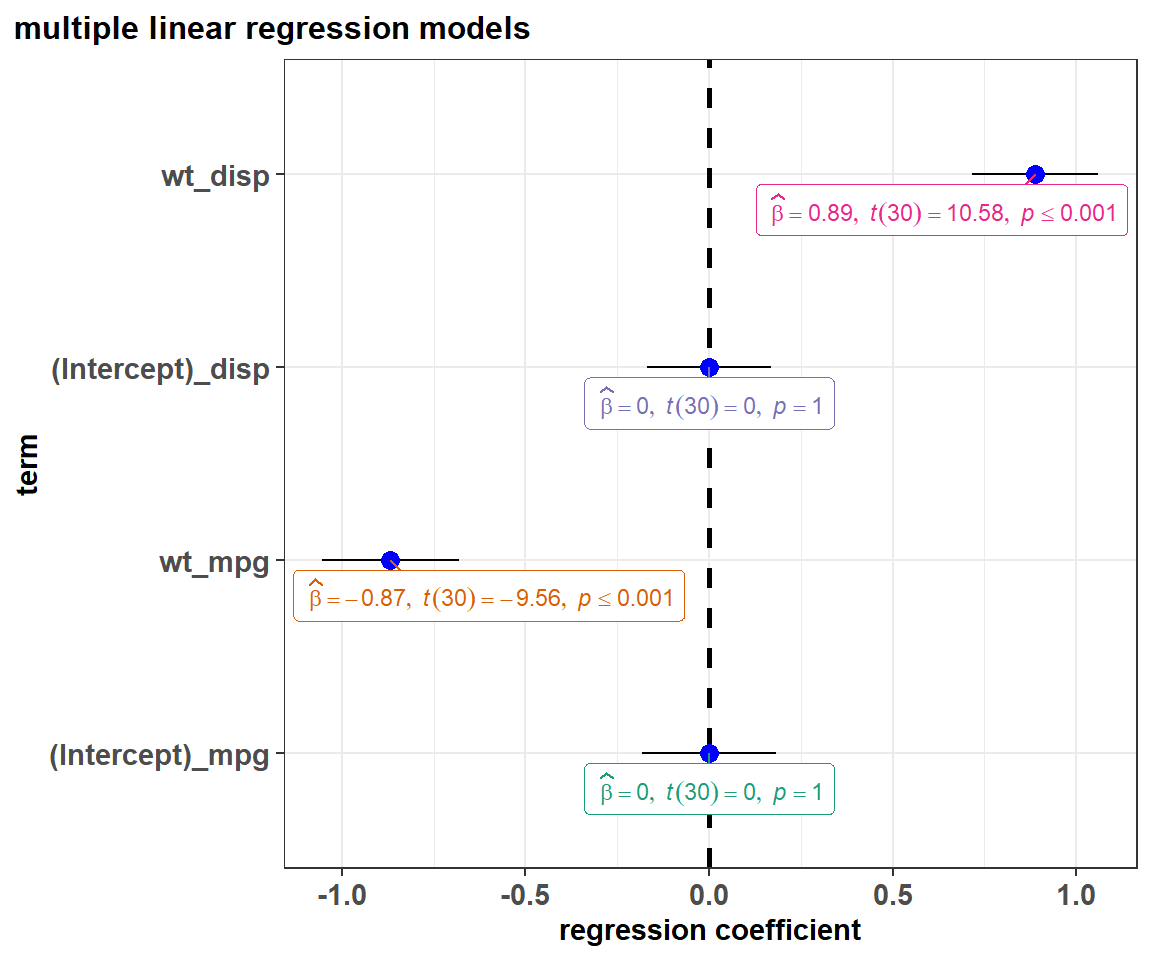 multiple linear regression models
wt_disp
β̂ = 0.89, t(30) = 10.58, p ≤ 0.001
(Intercept)_disp
β̂ = 0, t(30) = 0, p = 1
term
wt_mpg
β̂ = −0.87, t(30) = −9.56, p ≤ 0.001
(Intercept)_mpg
β̂ = 0, t(30) = 0, p = 1
-1.0 -0.5 0.0 0.5 1.0
regression coefficient